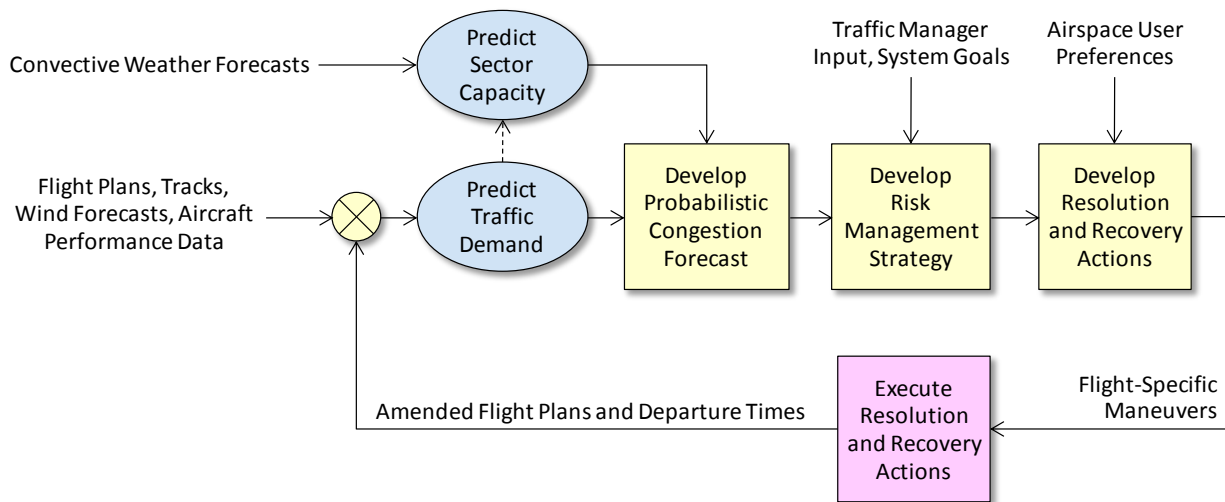 Convective Weather Forecasts
Predict
Sector
Capacity
Traffic Manager
Input, System Goals
Airspace User
Preferences
Flight Plans, Tracks,
Wind Forecasts, Aircraft
Performance Data
Predict
Traffic
Demand
Develop
Probabilistic
Congestion
Forecast
Develop
Risk
Management
Strategy
Develop
Resolution
and Recovery
Actions
Amended Flight Plans and Departure Times
Execute
Resolution
and Recovery
Actions
Flight-Specific
Maneuvers